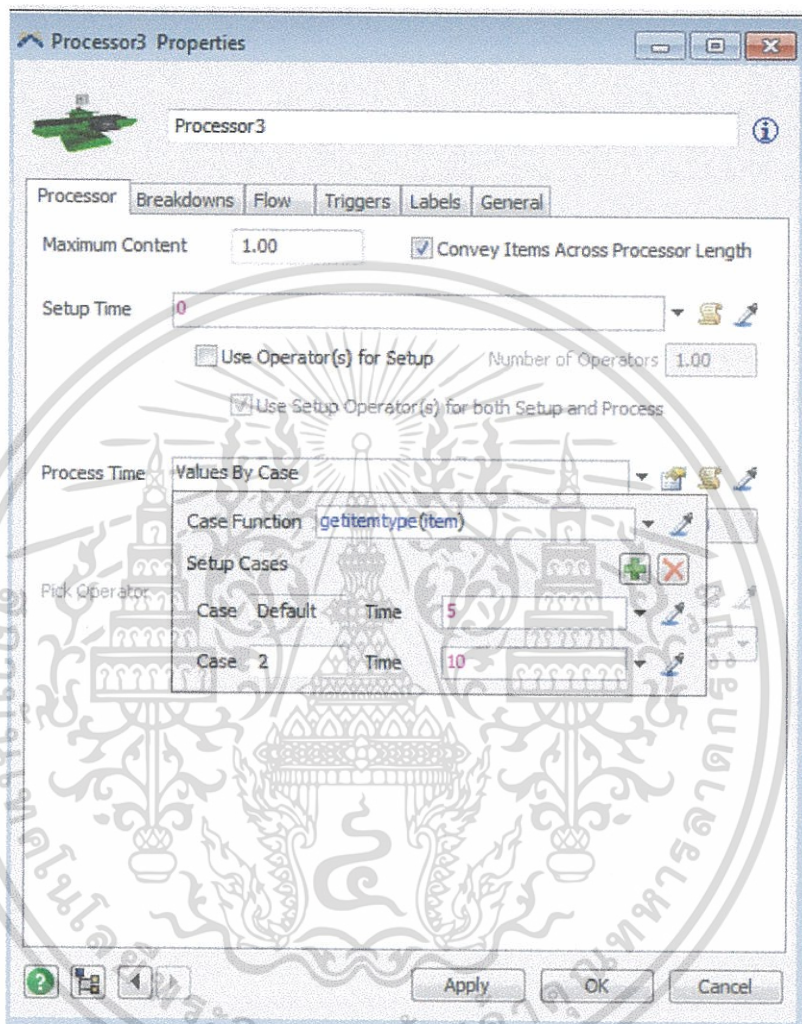 Processor3 Properties
Processor3
Processor Breakdowns Flow Triggers Labels General
Maximum Content 1.00 Convey Items Across Processor Length
Setup Time 0
Use Operator(s) for Setup Number of Operators 1.00
Use Setup Operator(s) for both Setup and Process
Process Time Values By Case
Case Function getitemtype(item)
Setup Cases
Pick Operator
Case Default Time 5
Case 2 Time 10
Apply OK Cancel